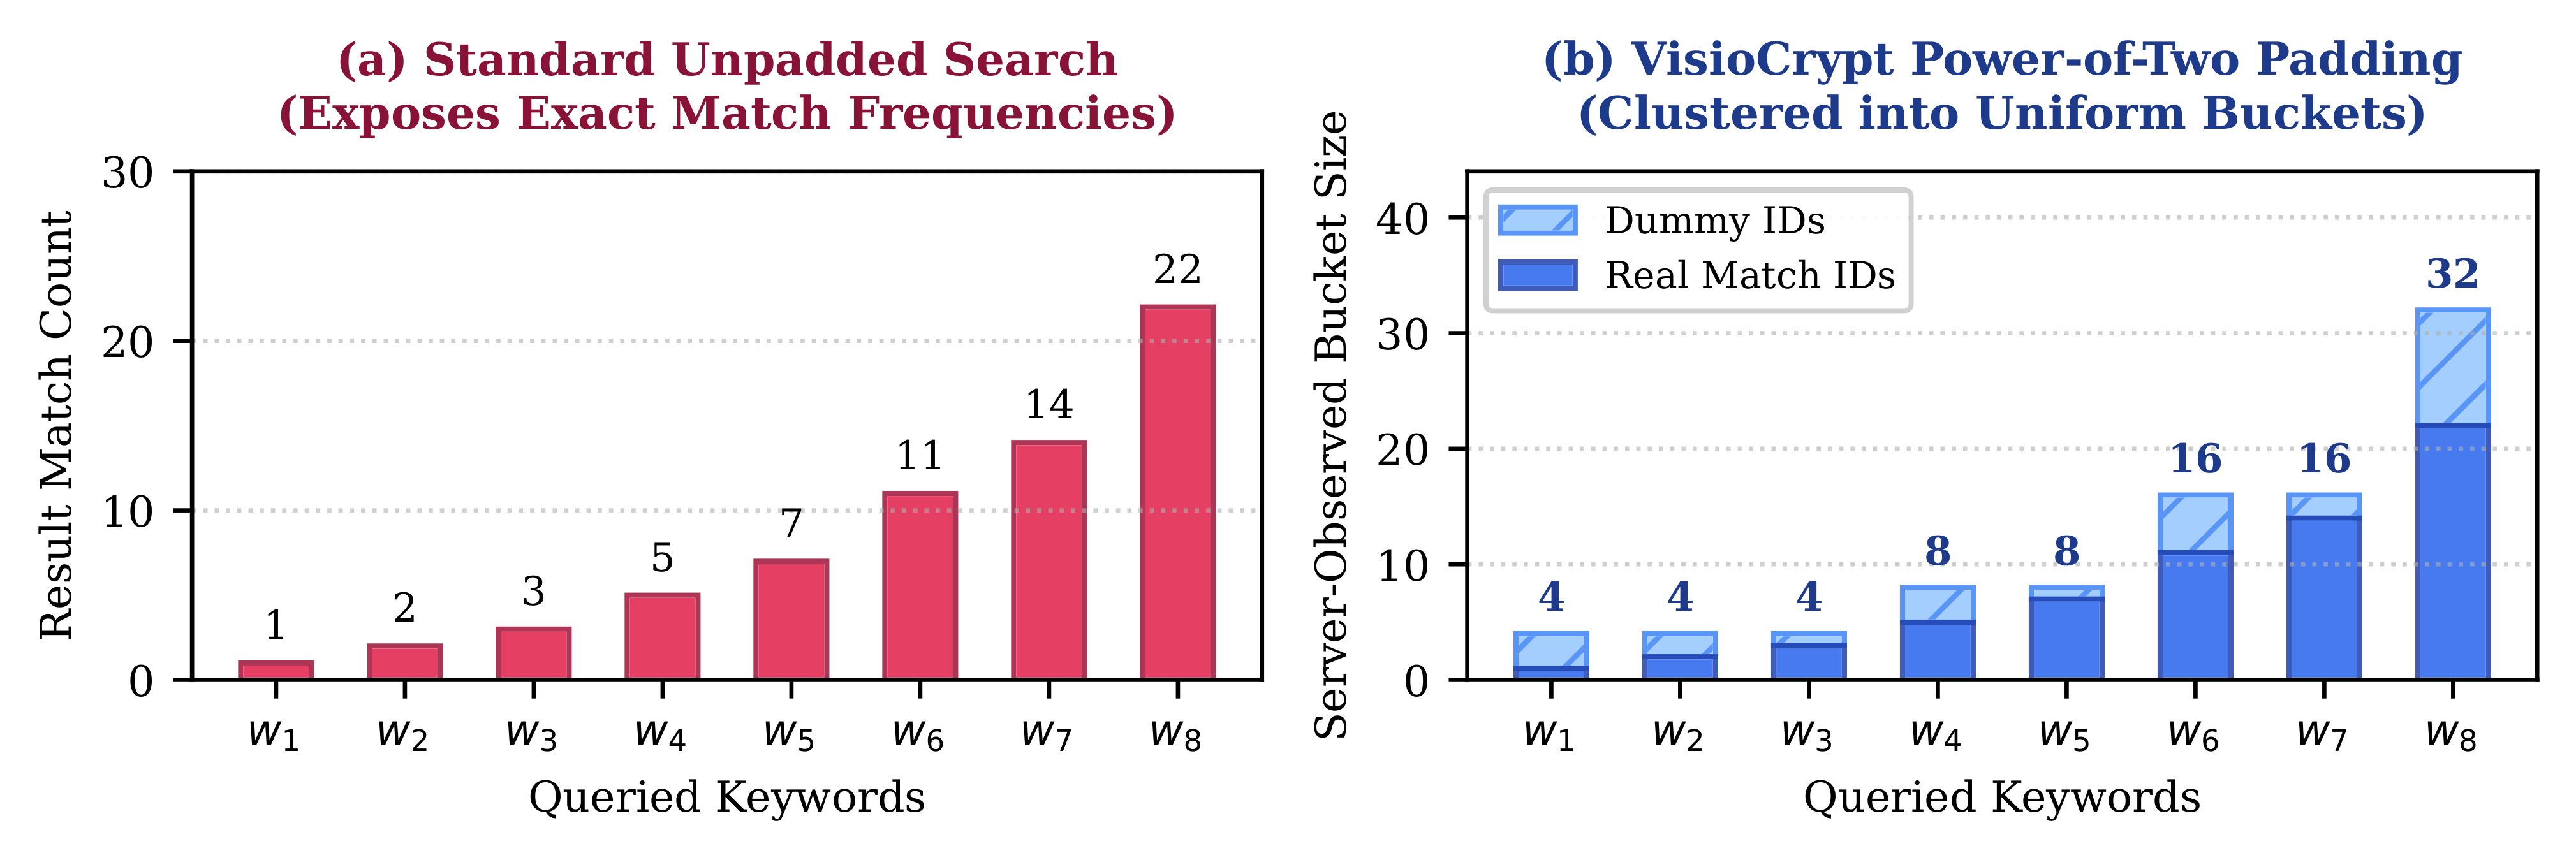 (a) Standard Unpadded Search
(Exposes Exact Match Frequencies)
Result Match Count
30
20
10
0
1
2
3
5
7
11
14
22
w1
w2
w3
w4
w5
w6
w7
w8
Queried Keywords
(b) VisioCrypt Power-of-Two Padding
(Clustered into Uniform Buckets)
Server-Observed Bucket Size
40
30
20
10
0
Dummy IDs
Real Match IDs
4
4
4
8
8
16
16
32
w1
w2
w3
w4
w5
w6
w7
w8
Queried Keywords